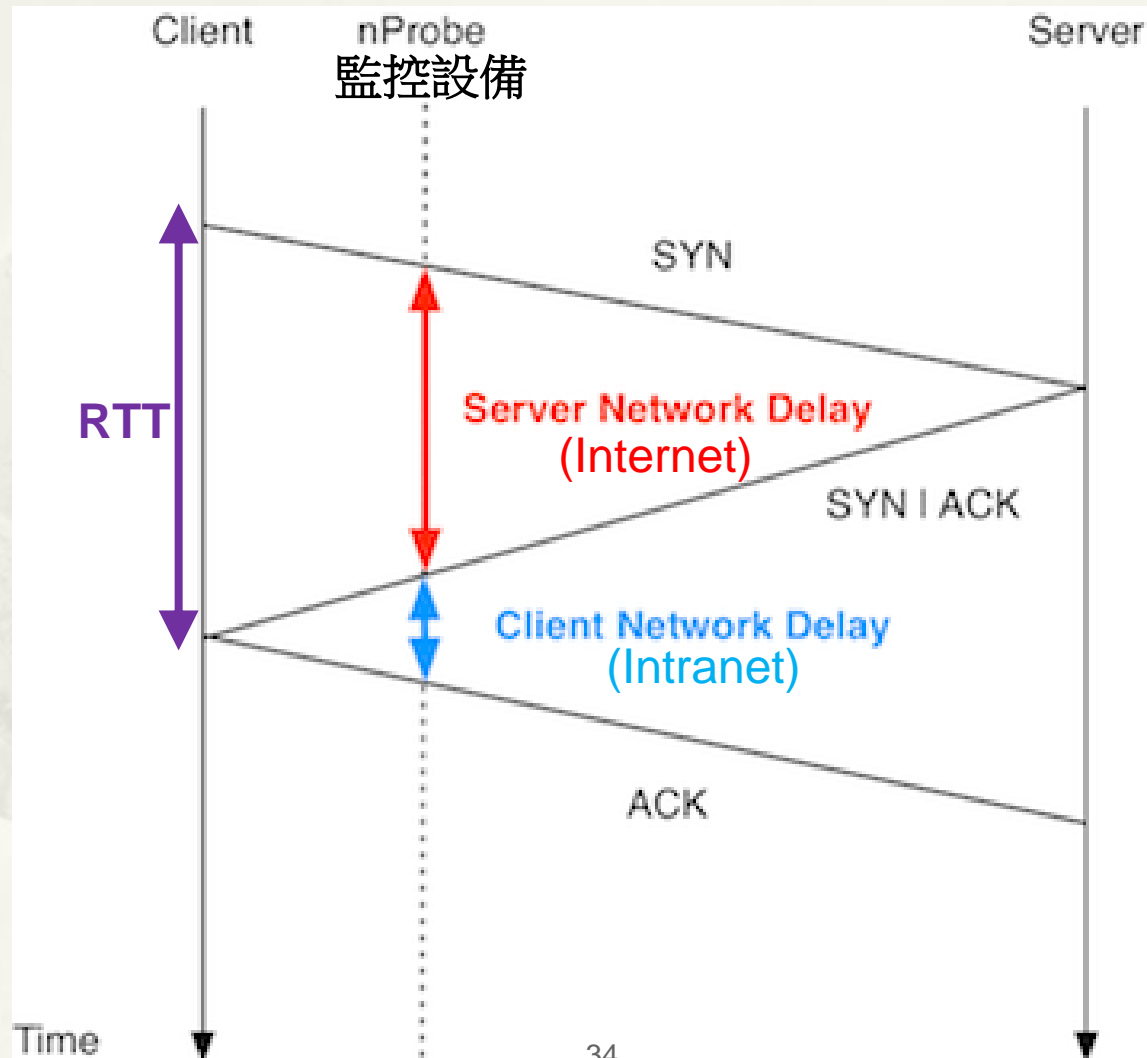 Client nProbe Server
監控設備
SYN
RTT
Server Network Delay
(Internet)
SYN | ACK
Client Network Delay
(Intranet)
ACK
Time
34